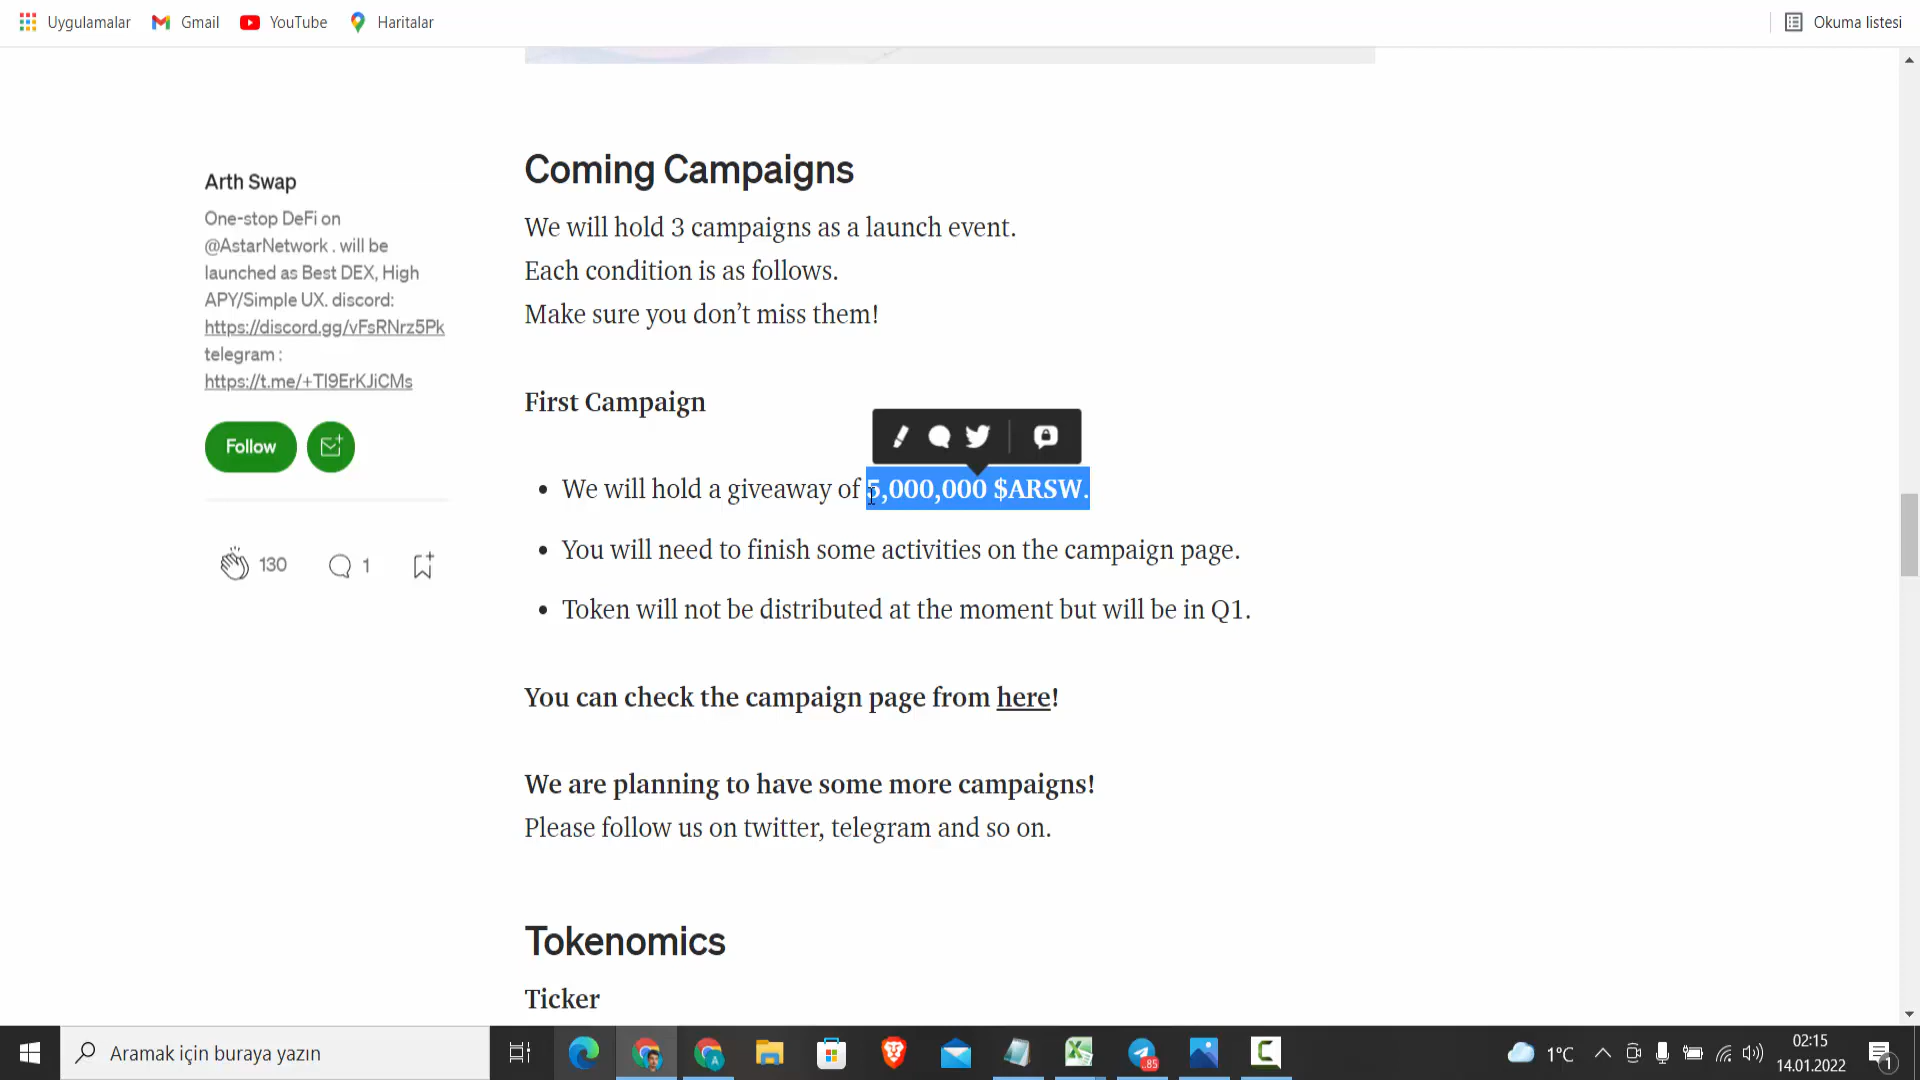 Uygulamalar
Gmail
YouTube
Haritalar
Okuma listesi
Arth Swap
One-stop DeFi on
@AstarNetwork . will be
launched as Best DEX, High
APY/Simple UX. discord:
https://discord.gg/vFsRNrz5Pk
telegram :
https://t.me/+TI9ErKJiCMs
Follow
130
1
Coming Campaigns
We will hold 3 campaigns as a launch event.
Each condition is as follows.
Make sure you don’t miss them!
First Campaign
• We will hold a giveaway of 5,000,000 $ARSW.
• You will need to finish some activities on the campaign page.
• Token will not be distributed at the moment but will be in Q1.
You can check the campaign page from here!
We are planning to have some more campaigns!
Please follow us on twitter, telegram and so on.
Tokenomics
Ticker
Aramak için buraya yazın
A
85
1°C
02:15
14.01.2022
1